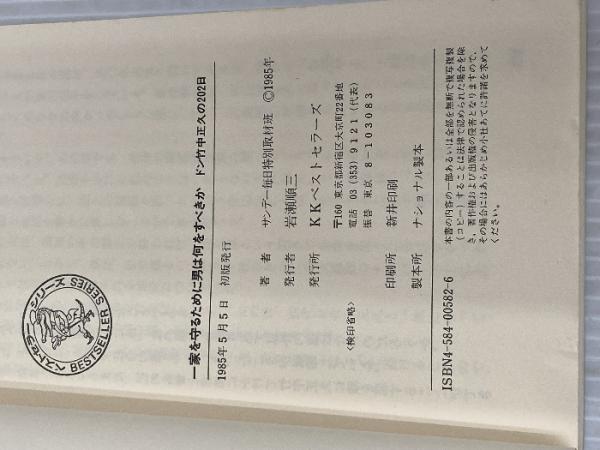 一家を守るために男は何をすべきか ドン竹中正久の202日
1985年5月5日 初版発行
著者 サンデー毎日特別取材班 ©1985年
発行者 岩瀬順三
発行所 KKベストセラーズ
〒160 東京都新宿区大京町22番地
電話 03 (353) 9121 (代表)
振替 東京 8-103083
印刷所 新井印刷
製本所 ナショナル製本
〈検印省略〉
本書の内容の一部あるいは全部を無断で複写複製
(コピー)することは法律で認められた場合を除
き、著作権および出版権の侵害となりますので、
その場合にはあらかじめ小社あてに許諾を求めて
ください。
ISBN4-584-00582-6
ベストセラーシリーズ
BESTSELLER SERIES